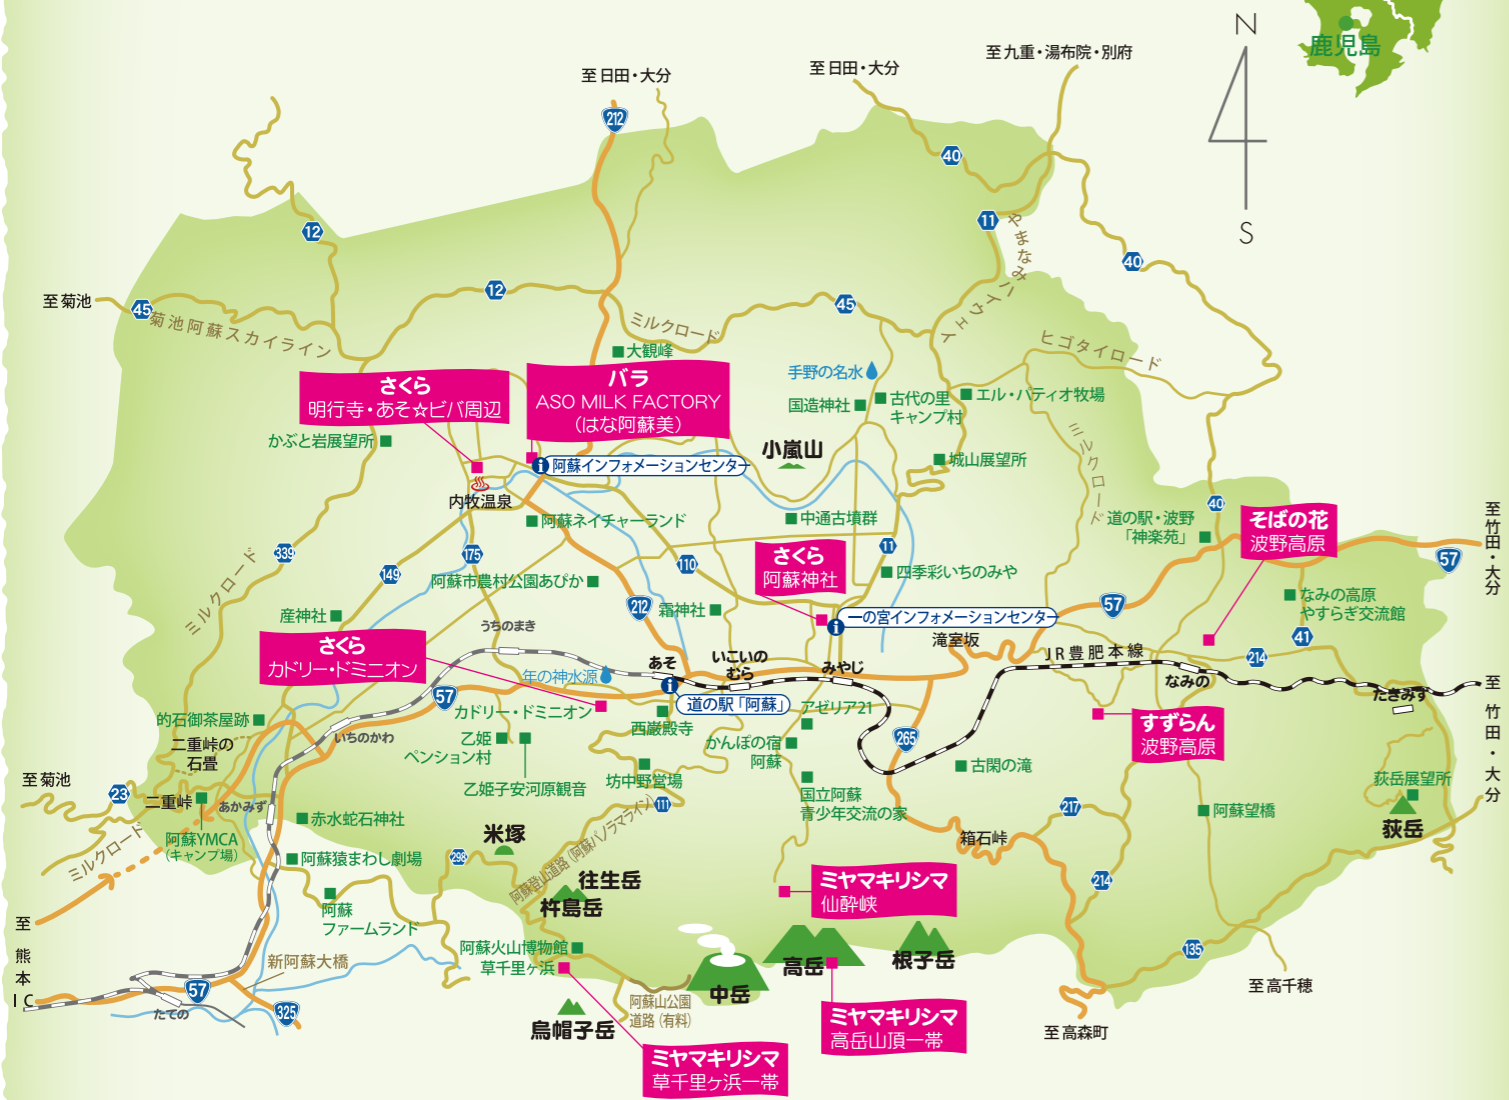 N
S
鹿児島
至九重・湯布院・別府
至日田・大分
至日田・大分
212
40
11
やまなみハイウェイ
12
40
至菊池
45
菊池阿蘇スカイライン
12
45
ミルクロード
ヒゴタイロード
大観峰
さくら
明行寺・あそ☆ビバ周辺
バラ
ASO MILK FACTORY
（はな阿蘇美）
手野の名水
国造神社
古代の里
キャンプ村
エル・パティオ牧場
かぶと岩展望所
小嵐山
城山展望所
ミルクロード
阿蘇インフォメーションセンター
内牧温泉
阿蘇ネイチャーランド
中通古墳群
道の駅・波野
「神楽苑」
40
そばの花
波野高原
至竹田・大分
57
339
175
149
110
11
さくら
阿蘇神社
四季彩いちのみや
阿蘇市農村公園あぴか
ミルクロード
産神社
212
霜神社
一の宮インフォメーションセンター
57
なみの高原
やすらぎ交流館
41
214
滝室坂
うちのまき
さくら
カドリー・ドミニオン
年の神水源
あそ
いこいの
むら
みやじ
JR豊肥本線
なみの
たきみず
至竹田・大分
57
カドリー・ドミニオン
道の駅「阿蘇」
アゼリア21
西巌殿寺
すずらん
波野高原
的石御茶屋跡
二重峠の
石畳
いちのかわ
乙姫
ペンション村
乙姫子安河原観音
かんぽの宿
阿蘇
265
古閑の滝
坊中野営場
国立阿蘇
青少年交流の家
荻岳展望所
荻岳
至菊池
23
二重峠
あかみず
赤水蛇石神社
111
217
阿蘇望橋
箱石峠
阿蘇YMCA
（キャンプ場）
ミルクロード
阿蘇猿まわし劇場
米塚
298
阿蘇登山道路（阿蘇パノラマライン）
往生岳
杵島岳
ミヤマキリシマ
仙酔峡
214
阿蘇
ファームランド
至熊本IC
阿蘇火山博物館
草千里ヶ浜
高岳
根子岳
135
新阿蘇大橋
中岳
至高千穂
57
たての
325
烏帽子岳
阿蘇山公園
道路（有料）
ミヤマキリシマ
高岳山頂一帯
至高森町
ミヤマキリシマ
草千里ヶ浜一帯